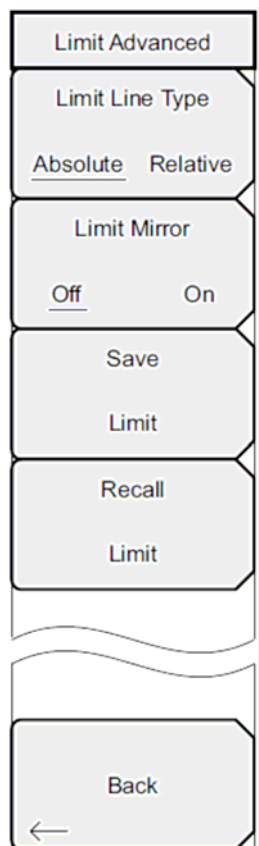 Limit Advanced
Limit Line Type
Absolute Relative
Limit Mirror
Off On
Save
Limit
Recall
Limit
Back